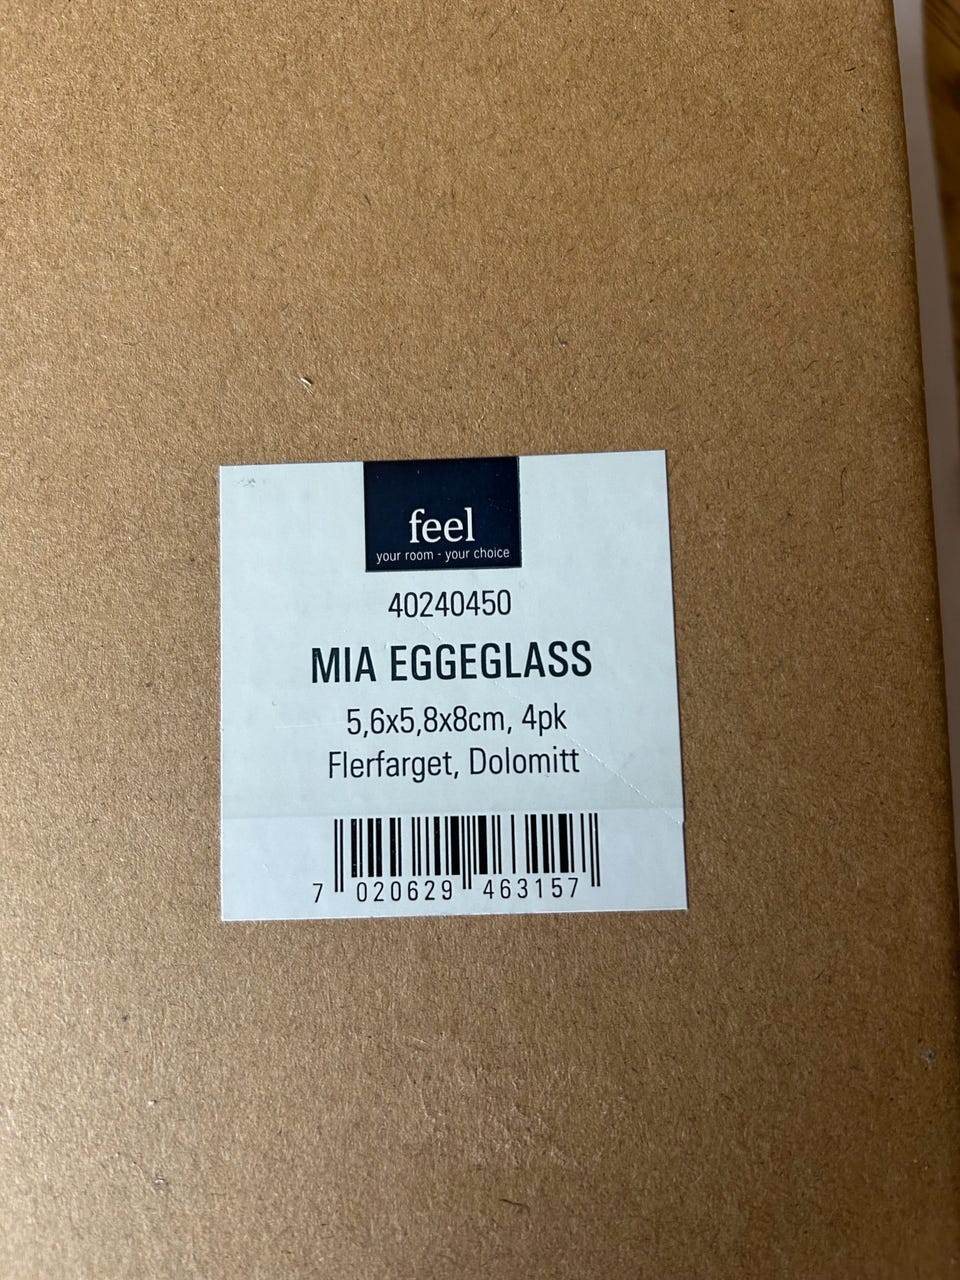 feel
your room - your choice
40240450
MIA EGGEGLASS
5,6x5,8x8cm, 4pk
Flerfarget, Dolomitt
7 020629 463157